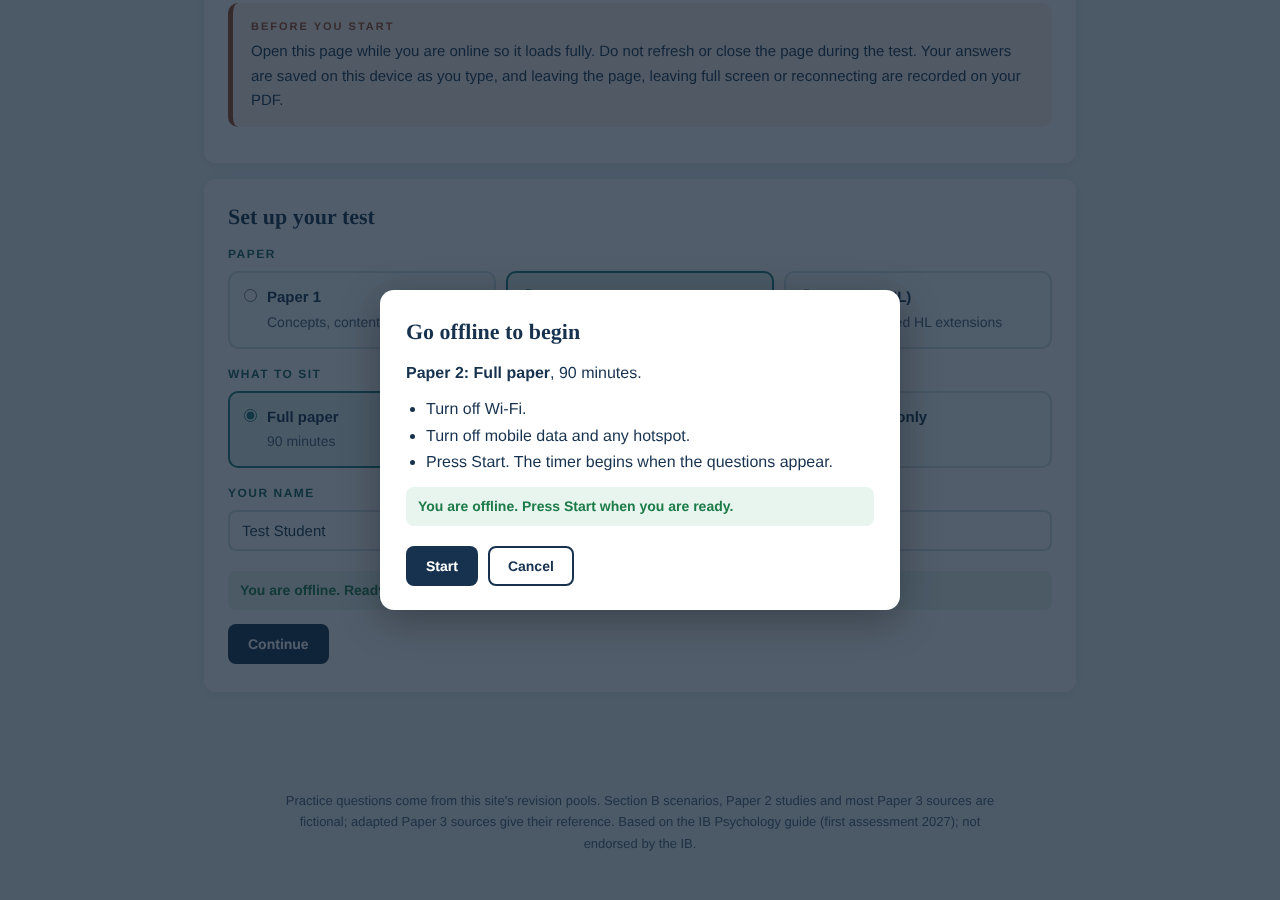 BEFORE YOU START
Open this page while you are online so it loads fully. Do not refresh or close the page during the test. Your answers
are saved on this device as you type, and leaving the page, leaving full screen or reconnecting are recorded on your
PDF.
Set up your test
PAPER
Paper 1
Concepts, content
L)
ed HL extensions
WHAT TO SIT
Full paper
90 minutes
only
YOUR NAME
Test Student
You are offline. Ready
Continue
Go offline to begin
Paper 2: Full paper, 90 minutes.
• Turn off Wi-Fi.
• Turn off mobile data and any hotspot.
• Press Start. The timer begins when the questions appear.
You are offline. Press Start when you are ready.
Start
Cancel
Practice questions come from this site's revision pools. Section B scenarios, Paper 2 studies and most Paper 3 sources are
fictional; adapted Paper 3 sources give their reference. Based on the IB Psychology guide (first assessment 2027); not
endorsed by the IB.